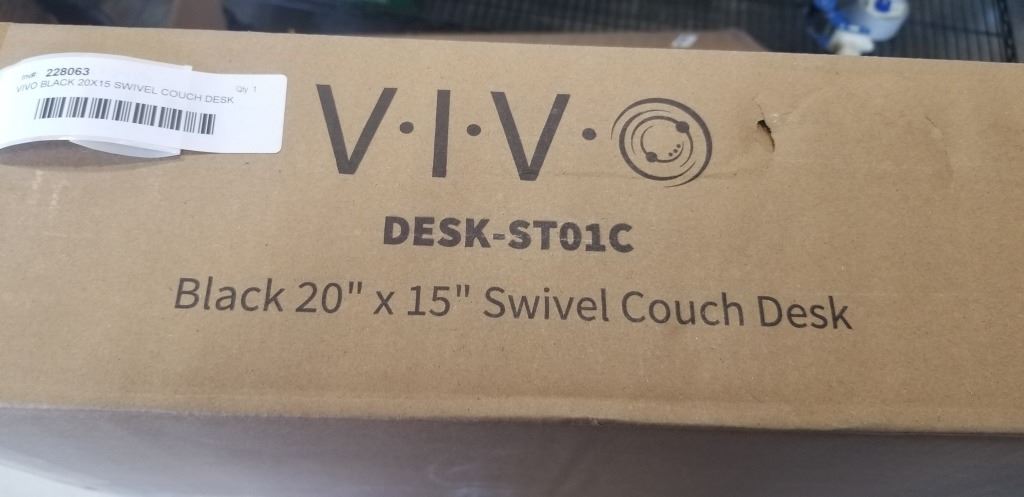 Inv#: 228063
VIVO BLACK 20X15 SWIVEL COUCH DESK
Qty 1
V·I·V·O
DESK-ST01C
Black 20" x 15" Swivel Couch Desk